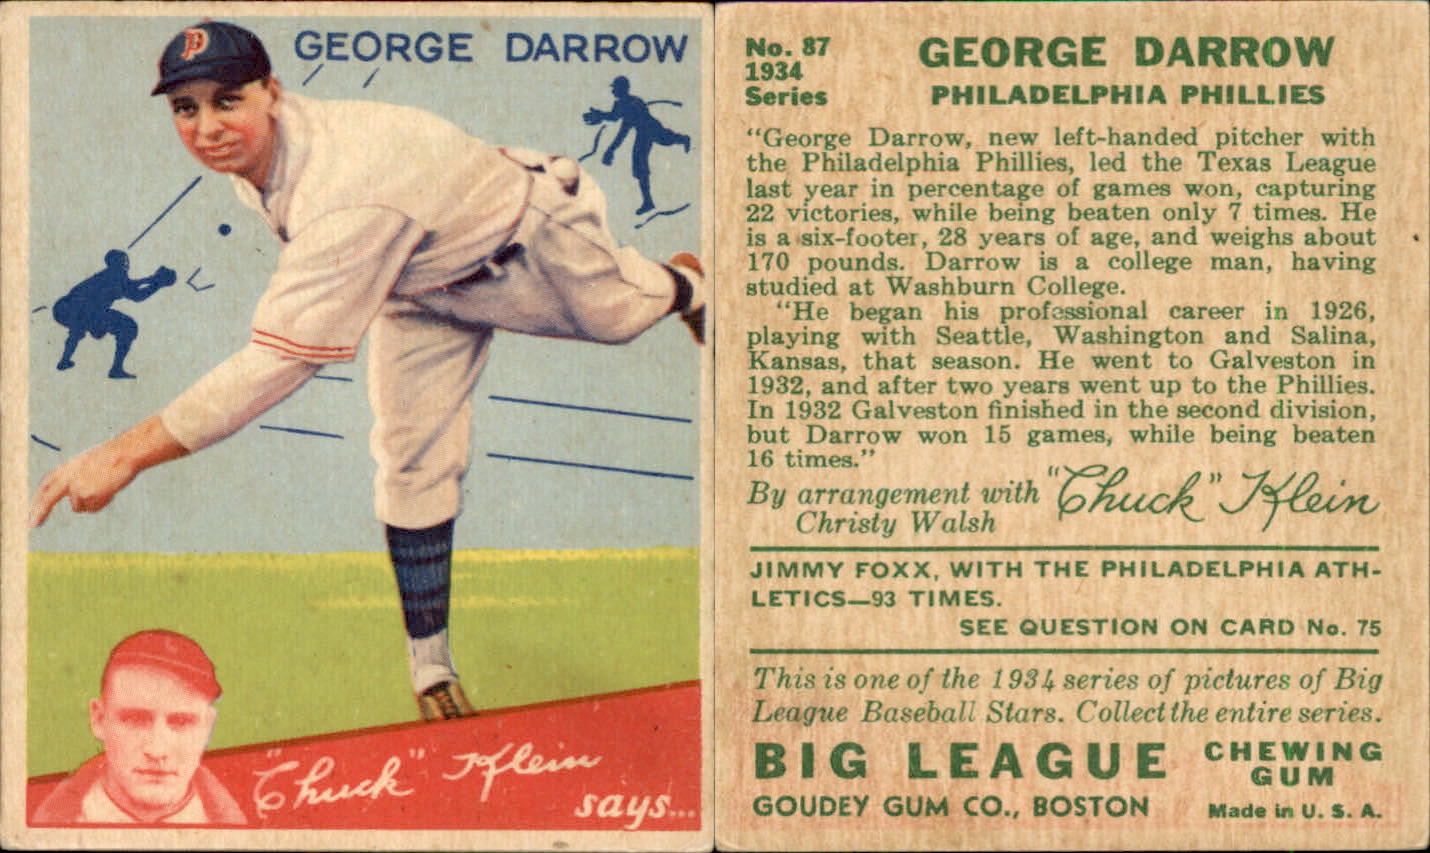 P
GEORGE DARROW
"Chuck" Klein
says...
No. 87
1934
Series
GEORGE DARROW
PHILADELPHIA PHILLIES
"George Darrow, new left-handed pitcher with
the Philadelphia Phillies, led the Texas League
last year in percentage of games won, capturing
22 victories, while being beaten only 7 times. He
is a six-footer, 28 years of age, and weighs about
170 pounds. Darrow is a college man, having
studied at Washburn College.
"He began his professional career in 1926,
playing with Seattle, Washington and Salina,
Kansas, that season. He went to Galveston in
1932, and after two years went up to the Phillies.
In 1932 Galveston finished in the second division,
but Darrow won 15 games, while being beaten
16 times."
By arrangement with "Chuck" Klein
Christy Walsh
JIMMY FOXX, WITH THE PHILADELPHIA ATH-
LETICS—93 TIMES.
SEE QUESTION ON CARD No. 75
This is one of the 1934 series of pictures of Big
League Baseball Stars. Collect the entire series.
BIG LEAGUE CHEWING GUM
GOUDEY GUM CO., BOSTON Made in U. S. A.